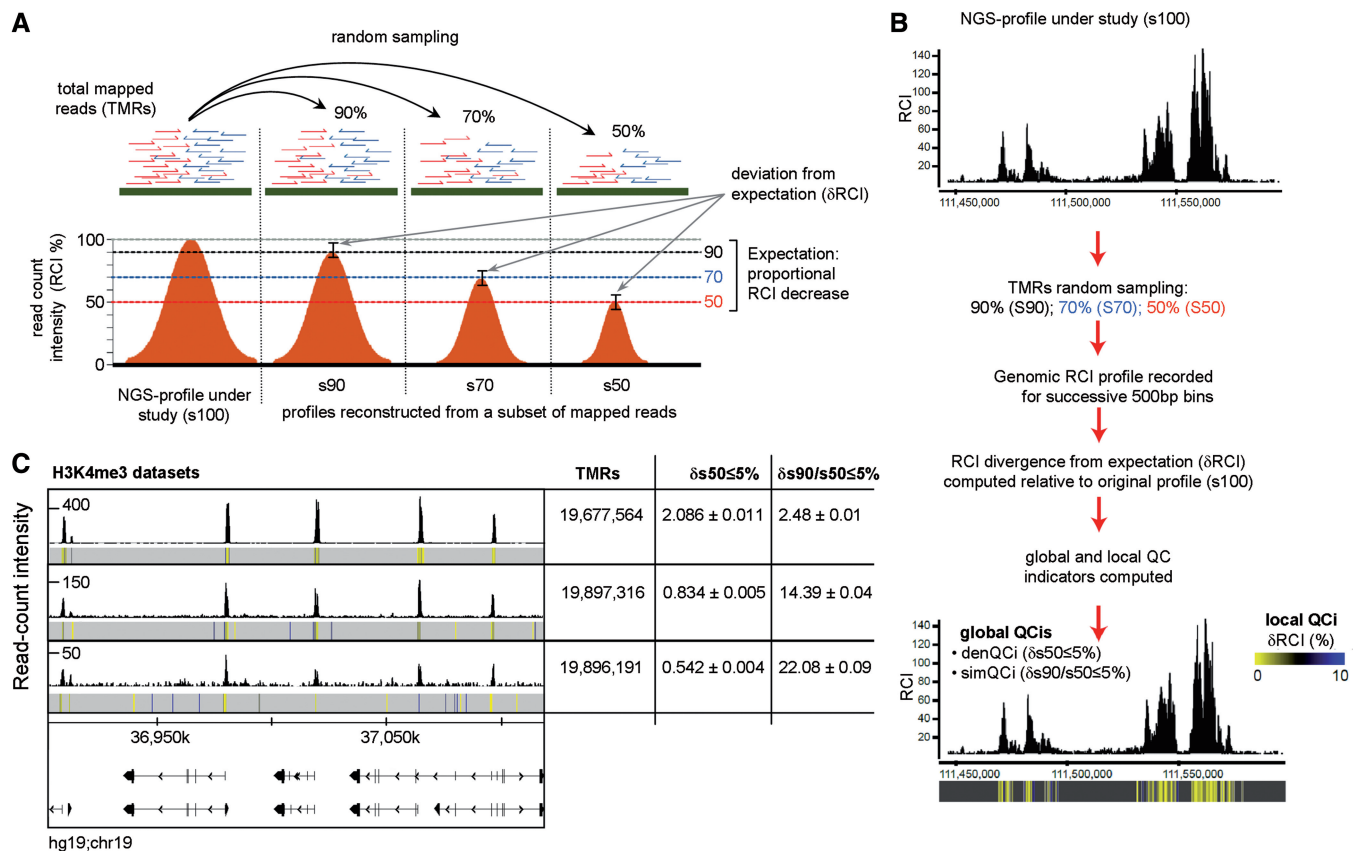 A
random sampling
total mapped
reads (TMRs)
90%
70%
50%
deviation from
expectation (δRCI)
read count
intensity (RCI %)
100
50
0
90
70
50
Expectation:
proportional
RCI decrease
NGS-profile under
study (s100)
s90
s70
s50
profiles reconstructed from a subset of mapped reads
B
NGS-profile under study (s100)
RCI
140
120
100
80
60
40
20
111,450,000
111,500,000
111,550,000
TMRs random sampling:
90% (S90); 70% (S70); 50% (S50)
Genomic RCI profile recorded
for successive 500bp bins
RCI divergence from expectation (δRCI)
computed relative to original profile (s100)
global and local QC
indicators computed
global QCis
• denQCi (δs50≤5%)
• simQCi (δs90/s50≤5%)
local QCi
δRCI (%)
0
10
RCI
140
120
100
80
60
40
20
111,450,000
111,500,000
111,550,000
C
H3K4me3 datasets
TMRs
δs50≤5%
δs90/s50≤5%
Read-count intensity
400
19,677,564
2.086 ± 0.011
2.48 ± 0.01
150
19,897,316
0.834 ± 0.005
14.39 ± 0.04
50
19,896,191
0.542 ± 0.004
22.08 ± 0.09
36,950k
37,050k
hg19;chr19